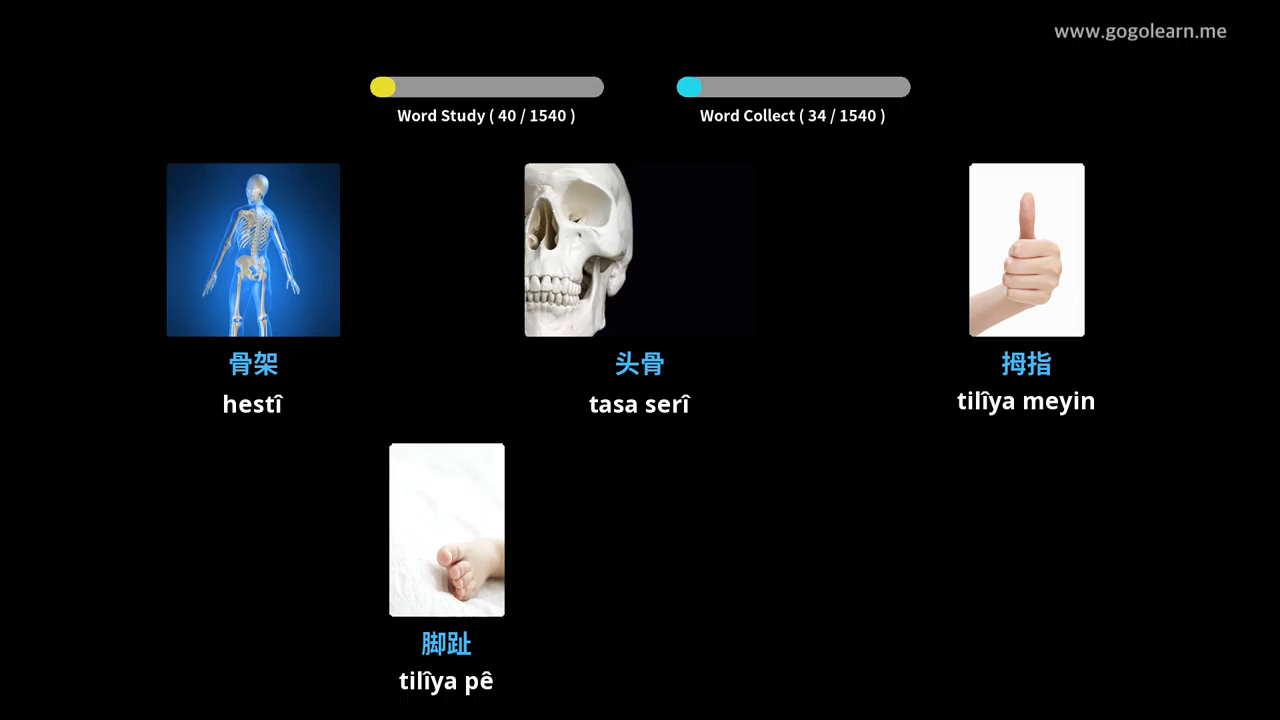 www.gogolearn.me
Word Study ( 40 / 1540 )
Word Collect ( 34 / 1540 )
骨架
头骨
拇指
hestî
tasa serî
tilîya meyin
脚趾
tilîya pê